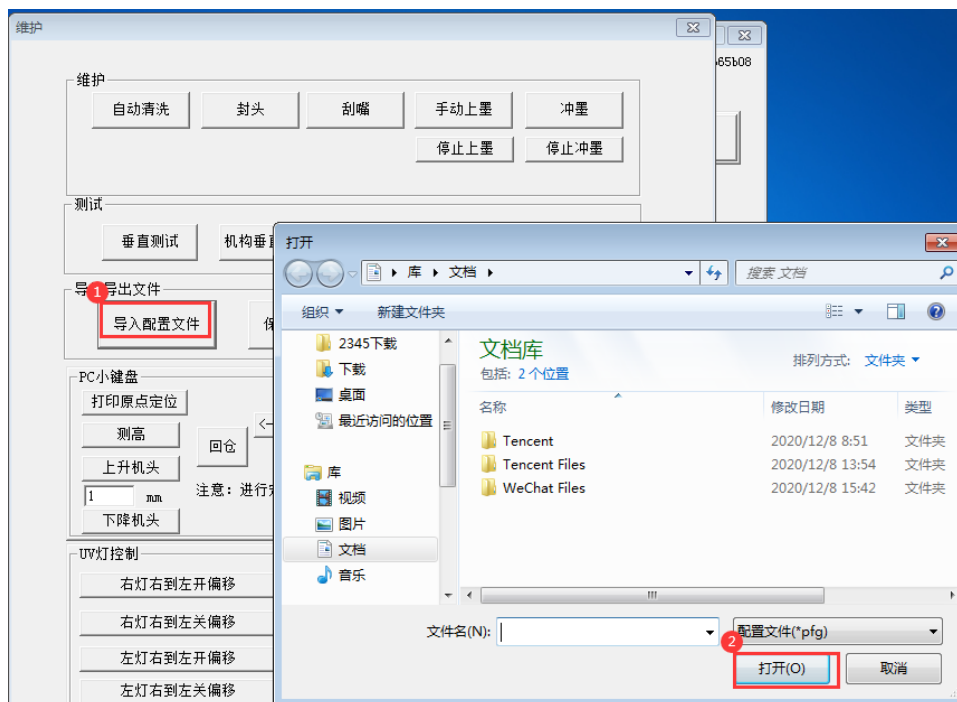 维护
65b08
维护
自动清洗 封头 刮嘴 手动上墨 冲墨
停止上墨 停止冲墨
测试
垂直测试 机构垂直
打开
库 文档
搜索 文档
导 导出文件
1
导入配置文件
组织 新建文件夹
2345下载
下载
桌面
最近访问的位置
库
视频
图片
文档
音乐
文档库
包括: 2 个位置
排列方式: 文件夹
名称 修改日期 类型
Tencent 2020/12/8 8:51 文件夹
Tencent Files 2020/12/8 13:54 文件夹
WeChat Files 2020/12/8 15:42 文件夹
PC小键盘
打印原点定位
测高
回仓
<-
上升机头
1 mm
注意: 进行
下降机头
UV灯控制
右灯右到左开偏移
右灯右到左关偏移
左灯右到左开偏移
左灯右到左关偏移
文件名(N):
配置文件(*pfg)
2
打开(O) 取消